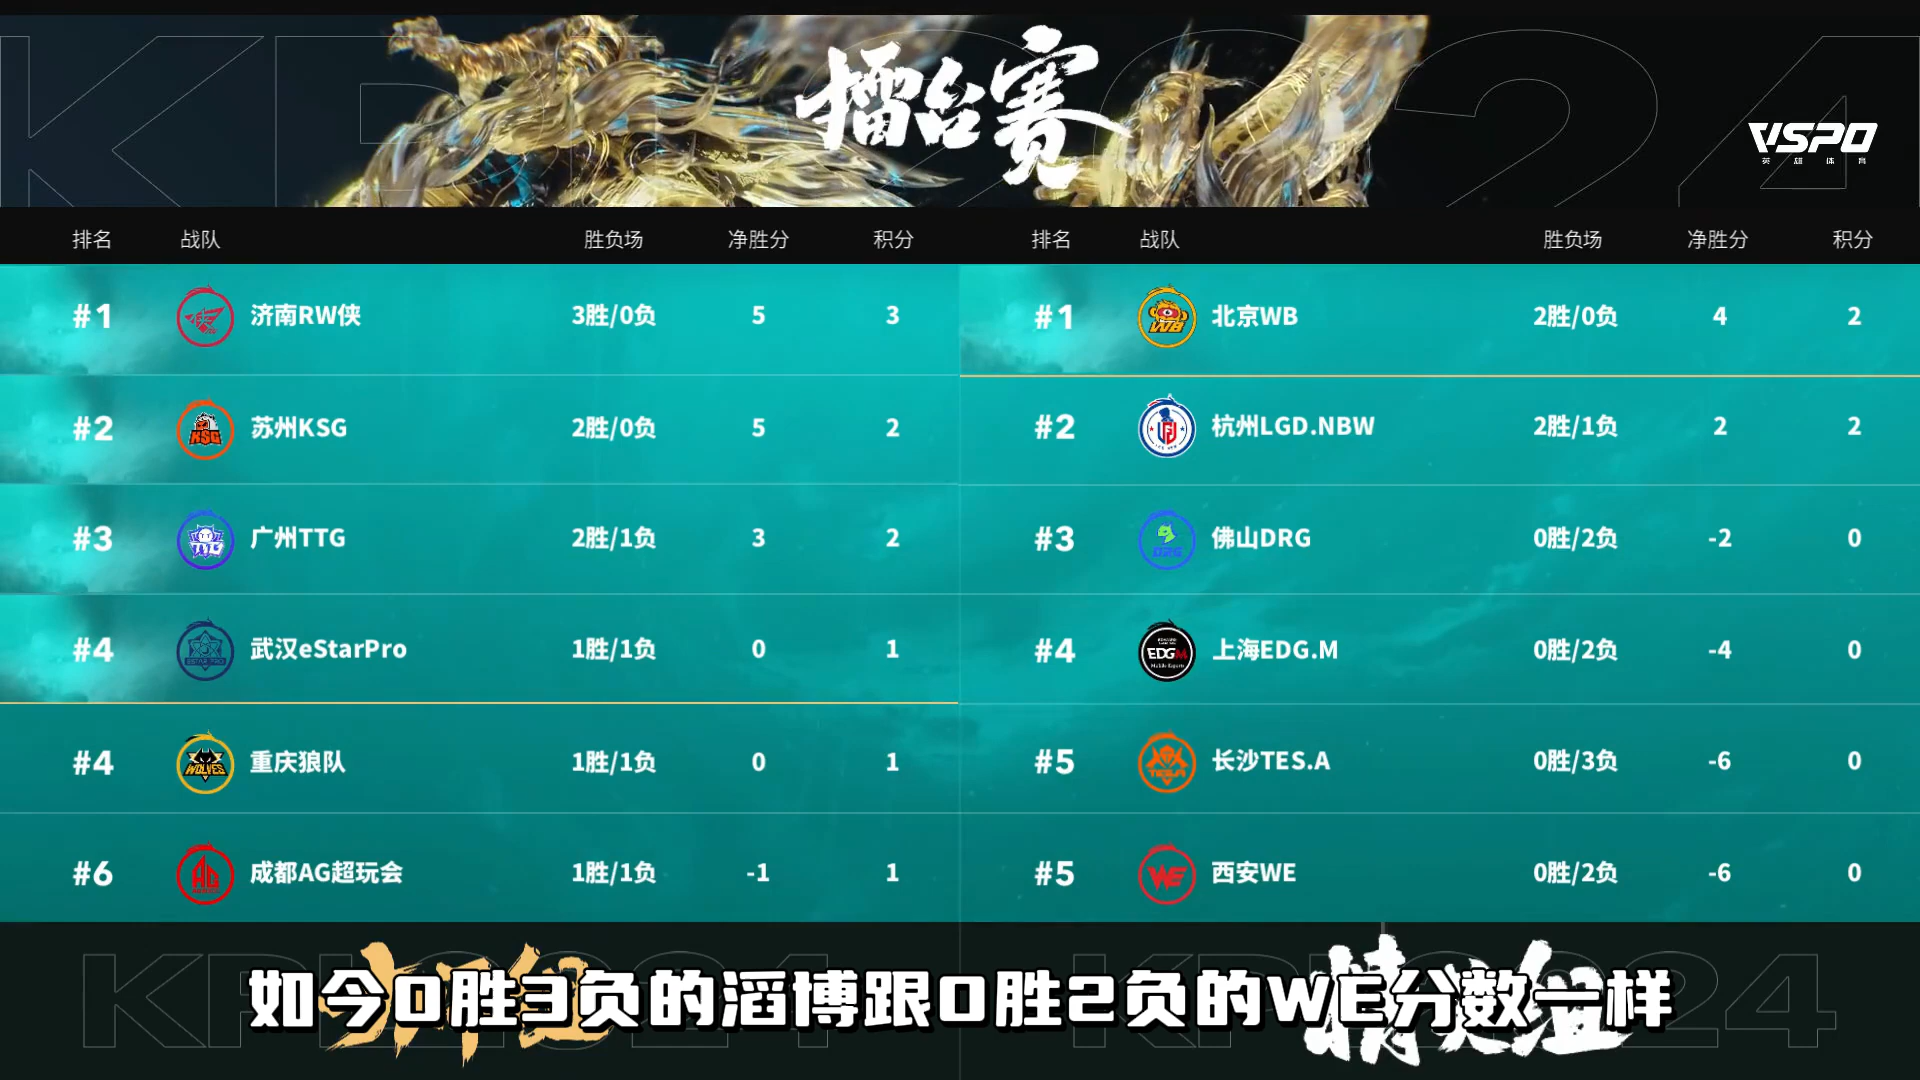 擂台赛
VSPO
英雄体育
排名 战队 胜负场 净胜分 积分
#1 济南RW侠 3胜/0负 5 3
#2 苏州KSG 2胜/0负 5 2
#3 广州TTG 2胜/1负 3 2
#4 武汉eStarPro 1胜/1负 0 1
#4 重庆狼队 1胜/1负 0 1
#6 成都AG超玩会 1胜/1负 -1 1
排名 战队 胜负场 净胜分 积分
#1 北京WB 2胜/0负 4 2
#2 杭州LGD.NBW 2胜/1负 2 2
#3 佛山DRG 0胜/2负 -2 0
#4 上海EDG.M 0胜/2负 -4 0
#5 长沙TES.A 0胜/3负 -6 0
#5 西安WE 0胜/2负 -6 0
如今0胜3负的滔博跟0胜2负的WE分数一样